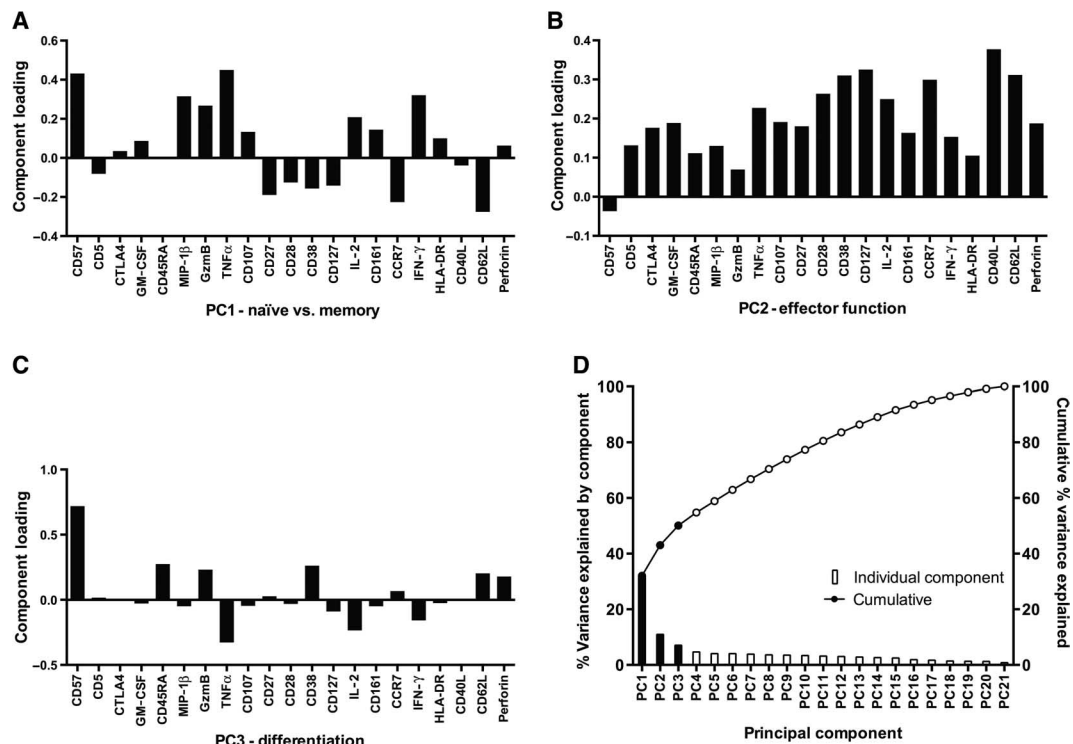 A
Component loading
0.6
0.4
0.2
0.0
–0.2
–0.4
CD57
CD5
CTLA4
GM-CSF
CD45RA
MIP-1β
GzmB
TNFα
CD107
CD27
CD28
CD38
CD127
IL-2
CD161
CCR7
IFN-γ
HLA-DR
CD40L
CD62L
Perforin
PC1 - naïve vs. memory
B
Component loading
0.4
0.3
0.2
0.1
0.0
–0.1
CD57
CD5
CTLA4
GM-CSF
CD45RA
MIP-1β
GzmB
TNFα
CD107
CD27
CD28
CD38
CD127
IL-2
CD161
CCR7
IFN-γ
HLA-DR
CD40L
CD62L
Perforin
PC2 - effector function
C
Component loading
1.0
0.5
0.0
–0.5
CD57
CD5
CTLA4
GM-CSF
CD45RA
MIP-1β
GzmB
TNFα
CD107
CD27
CD28
CD38
CD127
IL-2
CD161
CCR7
IFN-γ
HLA-DR
CD40L
CD62L
Perforin
PC3 - differentiation
D
% Variance explained by component
100
80
60
40
20
0
Individual component
Cumulative
100
80
60
40
20
0
Cumulative % variance explained
PC1
PC2
PC3
PC4
PC5
PC6
PC7
PC8
PC9
PC10
PC11
PC12
PC13
PC14
PC15
PC16
PC17
PC18
PC19
PC20
PC21
Principal component